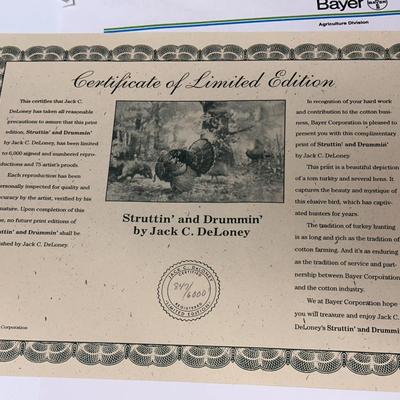 Bayer
BAYER
Agriculture Division
Certificate of Limited Edition
This certifies that Jack C.
DeLoney has taken all reasonable
precautions to assure that this print
edition, Struttin' and Drummin'
by Jack C. DeLoney, has been limited
to 6,000 signed and numbered repro-
ductions and 75 artist's proofs.
Each reproduction has been
personally inspected for quality and
accuracy by the artist, verified by his
nature. Upon completion of this
e, no future print editions of
uttin' and Drummin' shall be
ished by Jack C. DeLoney.
Corporation
Struttin' and Drummin'
by Jack C. DeLoney
JACK C. DELONEY
CERTIFIED
/6000
REGISTERED
LIMITED EDITION
In recognition of your hard work
and contribution to the cotton busi-
ness, Bayer Corporation is pleased to
present you with this complimentary
print of Struttin' and Drummin'
by Jack C. DeLoney.
This print is a beautiful depiction
of a tom turkey and several hens. It
captures the beauty and mystique of
this elusive bird, which has capti-
vated hunters for years.
The tradition of turkey hunting
is as long and rich as the tradition of
cotton farming. And it's as enduring
as the tradition of service and part-
nership between Bayer Corporation
and the cotton industry.
We at Bayer Corporation hope
you will treasure and enjoy Jack C.
DeLoney's Struttin' and Drummin